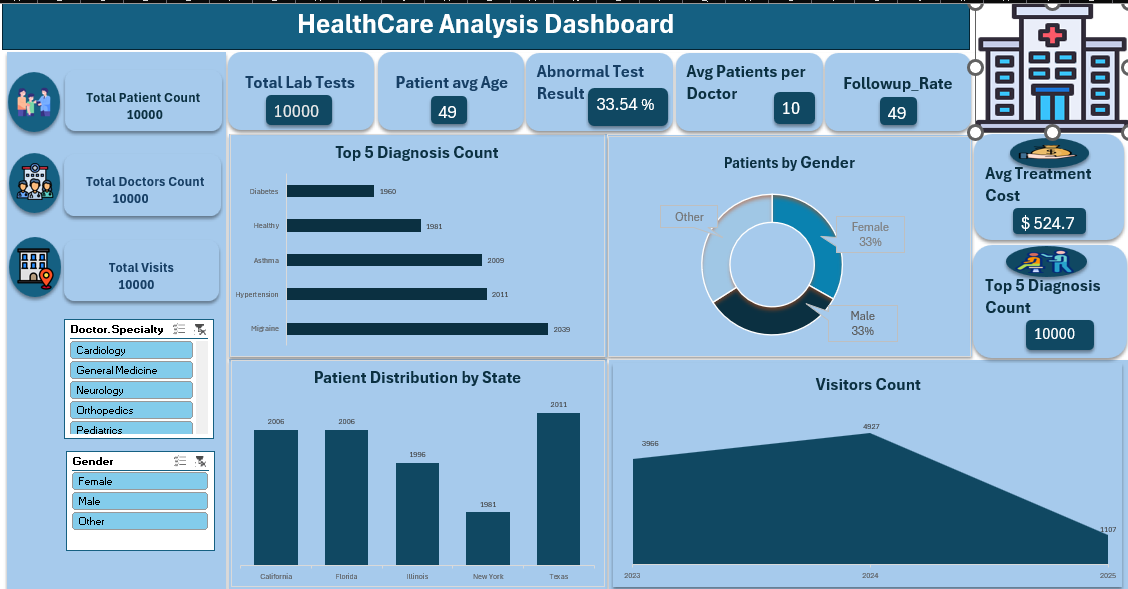 HealthCare Analysis Dashboard
Total Patient Count
10000
Total Doctors Count
10000
Total Visits
10000
Total Lab Tests
10000
Patient avg Age
49
Abnormal Test
Result
33.54 %
Avg Patients per
Doctor
10
Followup_Rate
49
Avg Treatment
Cost
$ 524.7
Top 5 Diagnosis
Count
10000
Top 5 Diagnosis Count
Diabetes
1960
Healthy
1981
Asthma
2009
Hypertension
2011
Migraine
2039
Patients by Gender
Other
Female
33%
Male
33%
Doctor.Specialty
Cardiology
General Medicine
Neurology
Orthopedics
Pediatrics
Gender
Female
Male
Other
Patient Distribution by State
2006
2006
1996
1981
2011
California
Florida
Illinois
New York
Texas
Visitors Count
3966
4927
1107
2023
2024
2025